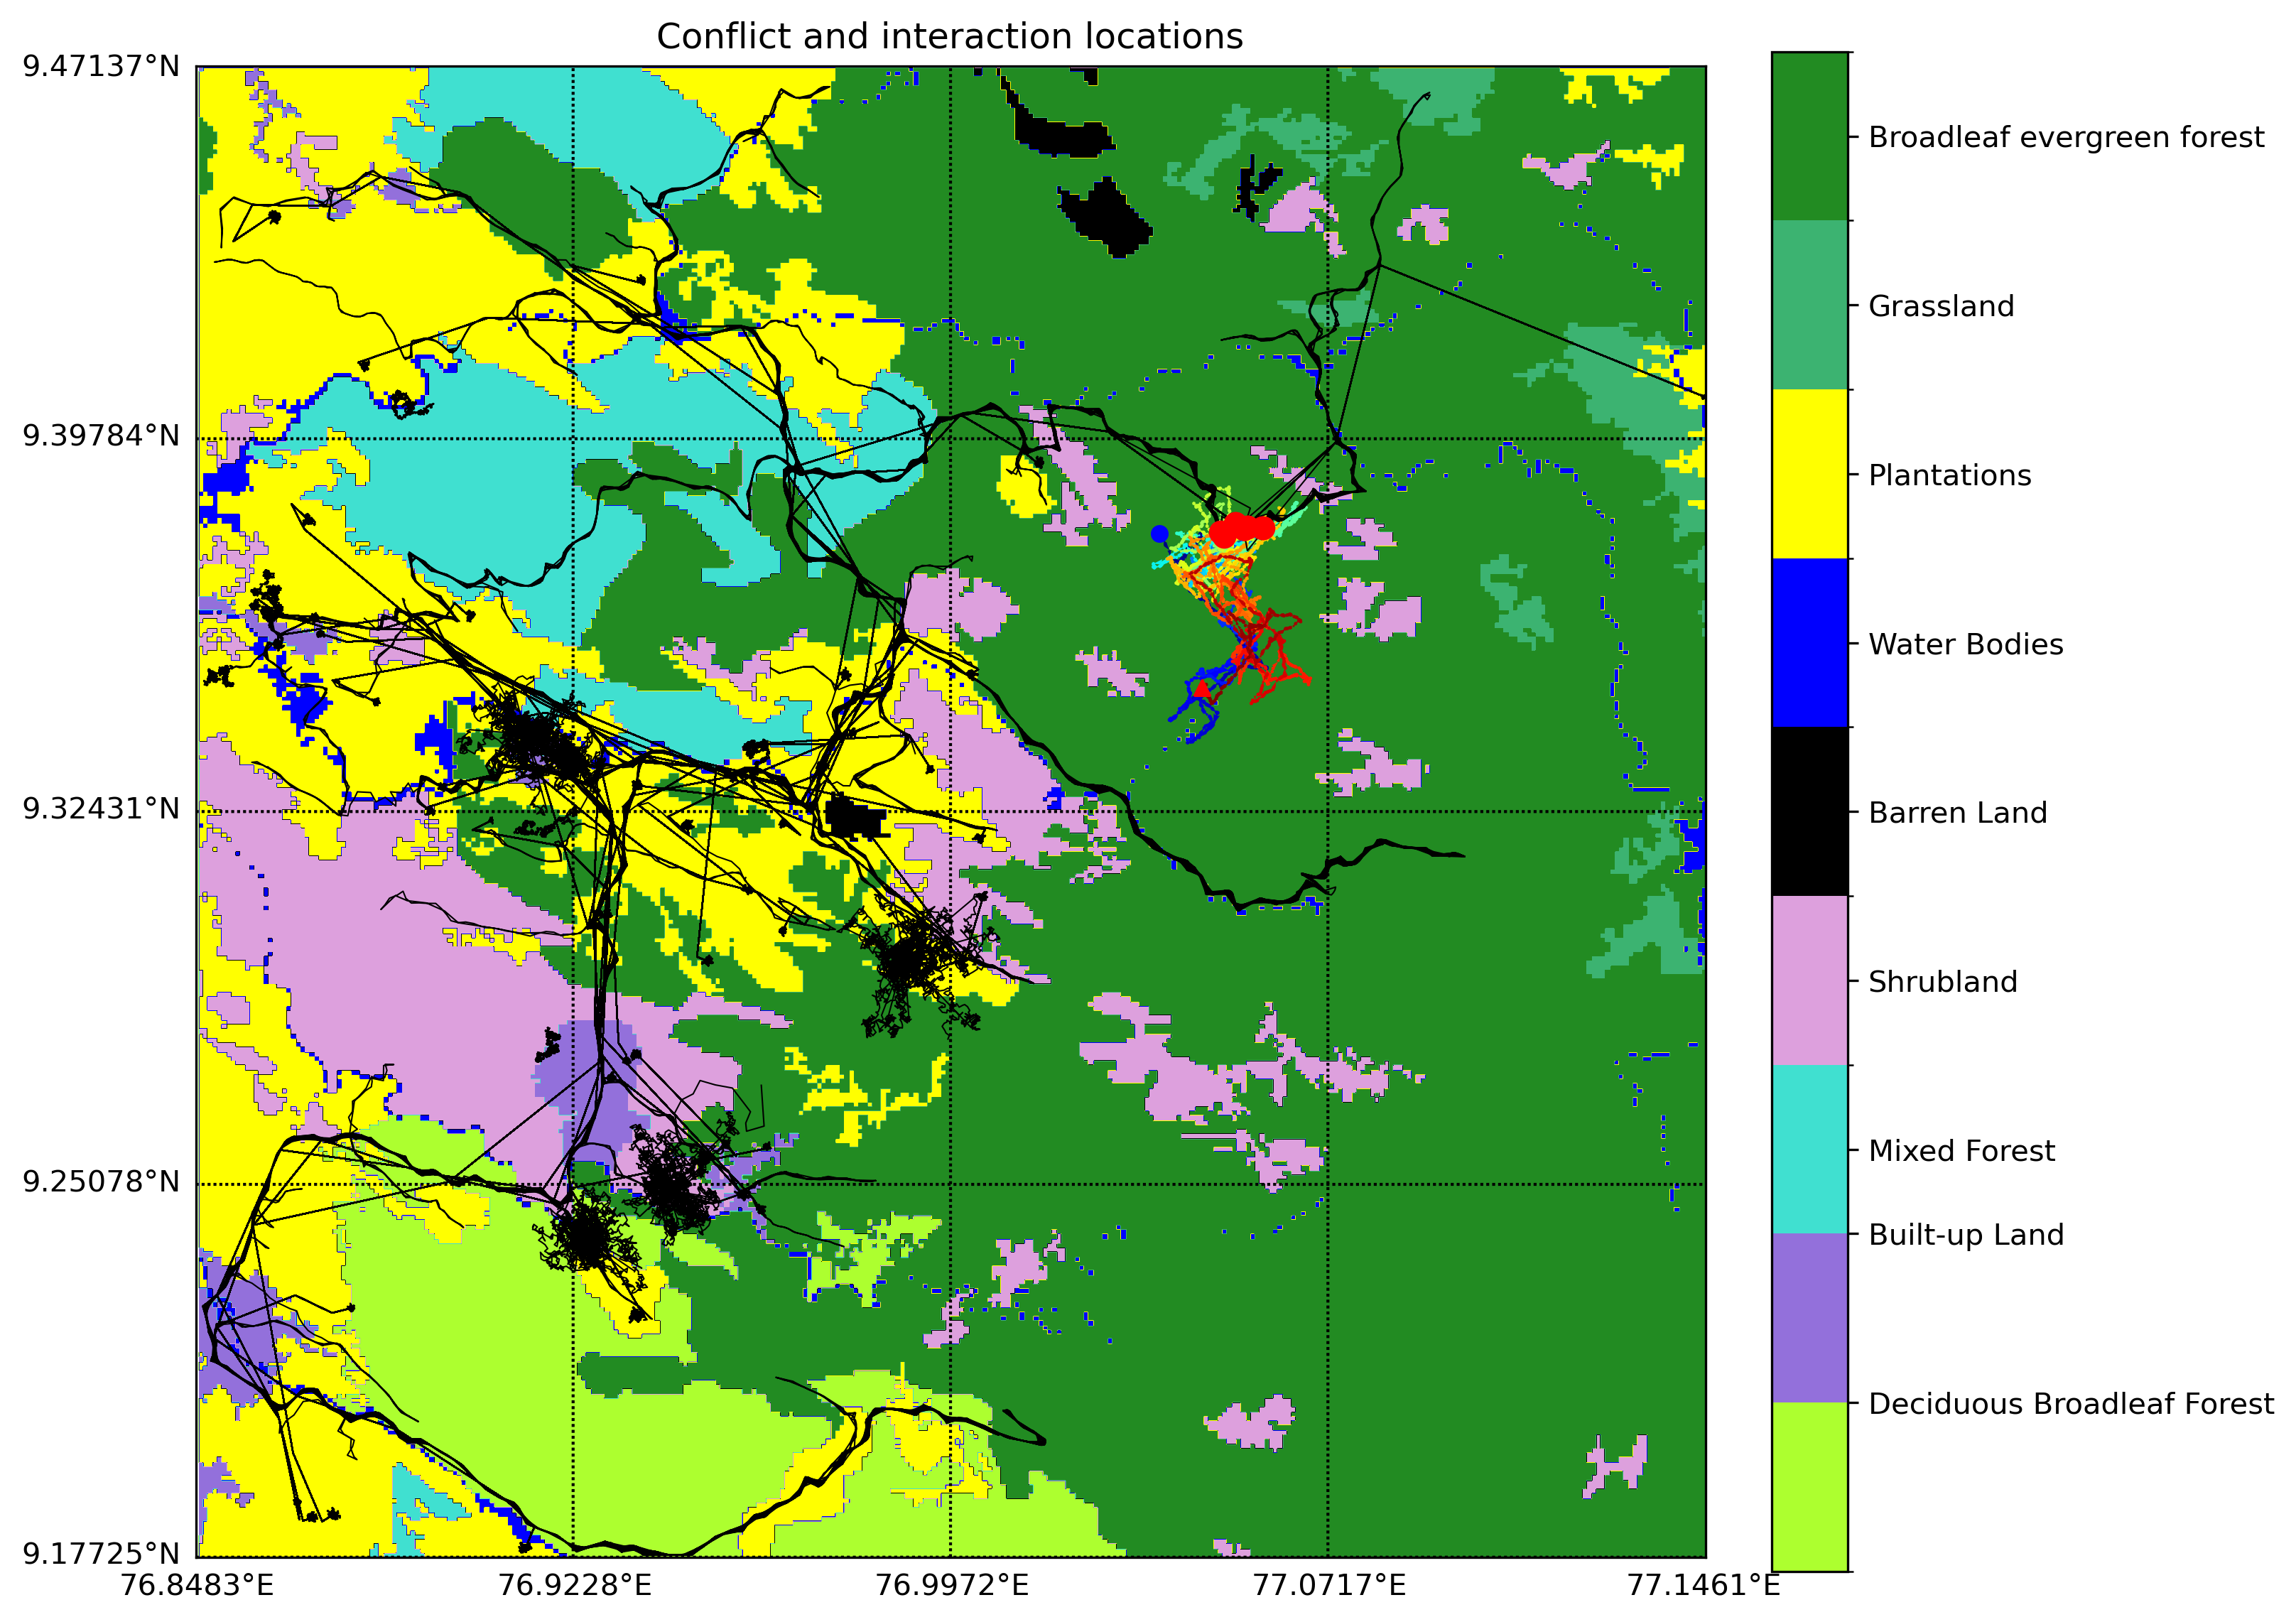 Conflict and interaction locations
9.47137°N
9.39784°N
9.32431°N
9.25078°N
9.17725°N
76.8483°E
76.9228°E
76.9972°E
77.0717°E
77.1461°E
Broadleaf evergreen forest
Grassland
Plantations
Water Bodies
Barren Land
Shrubland
Mixed Forest
Built-up Land
Deciduous Broadleaf Forest